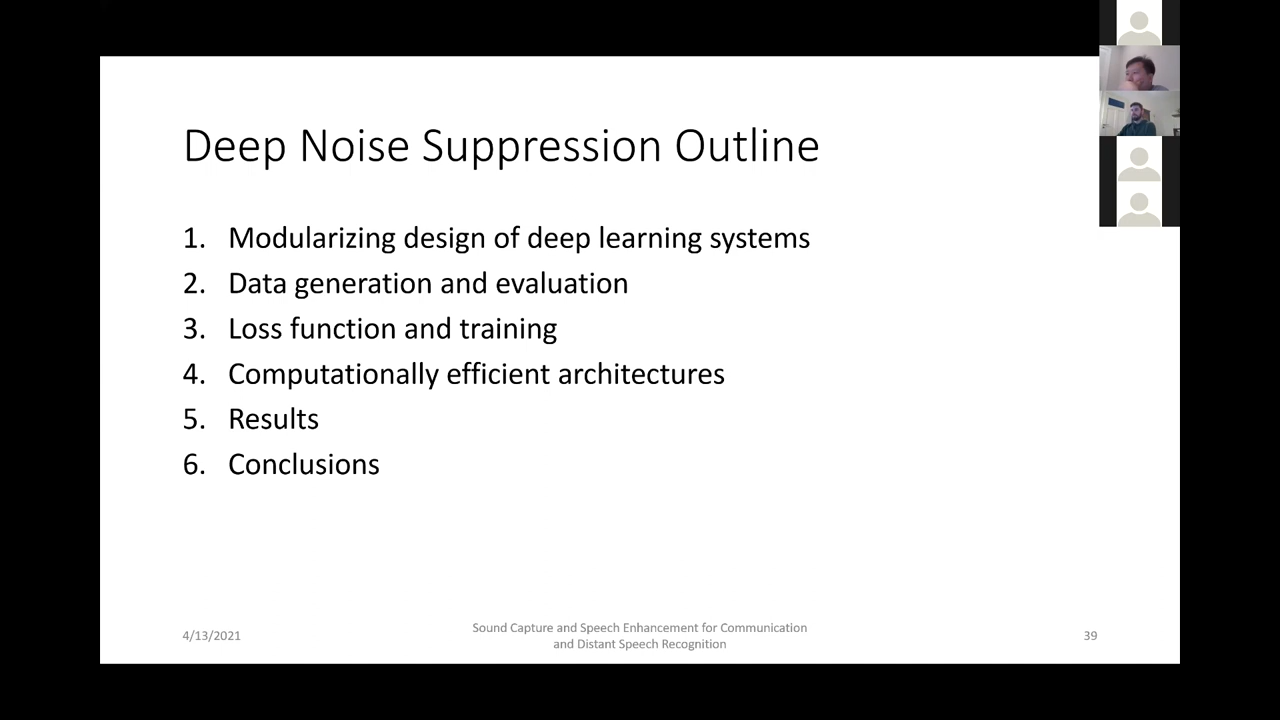 Deep Noise Suppression Outline
1. Modularizing design of deep learning systems
2. Data generation and evaluation
3. Loss function and training
4. Computationally efficient architectures
5. Results
6. Conclusions
4/13/2021
Sound Capture and Speech Enhancement for Communication
and Distant Speech Recognition
39